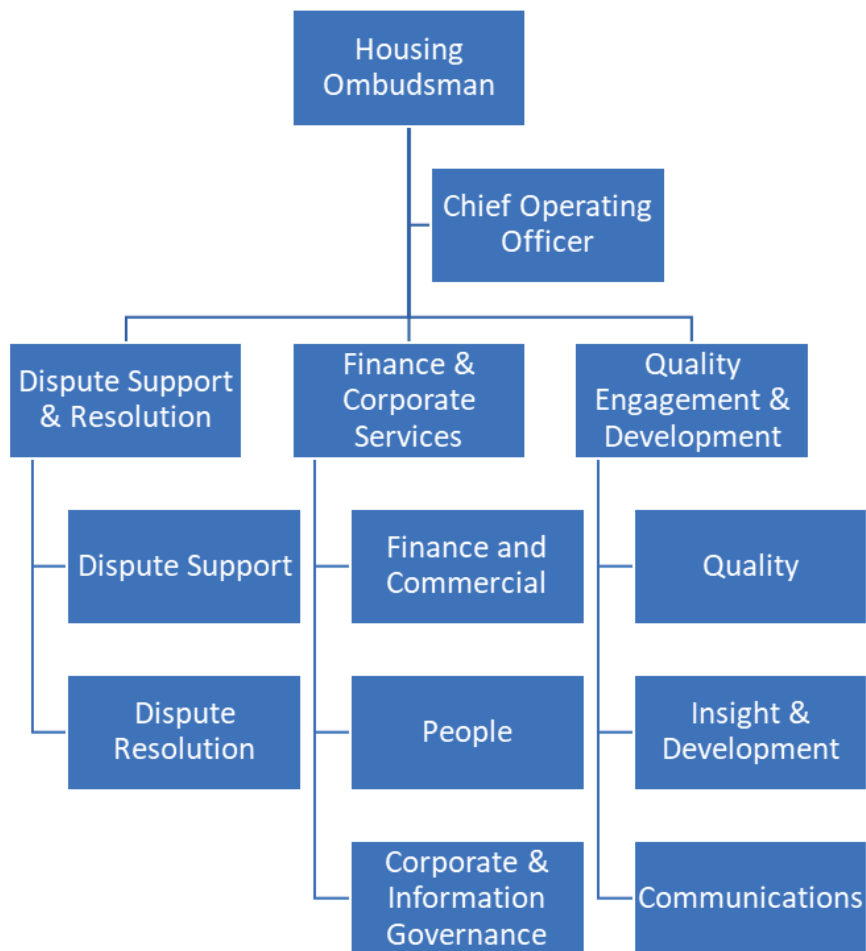 Housing
Ombudsman
Chief Operating
Officer
Dispute Support
& Resolution
Finance &
Corporate
Services
Quality
Engagement &
Development
Dispute Support
Finance and
Commercial
Quality
Dispute
Resolution
People
Insight &
Development
Corporate &
Information
Governance
Communications